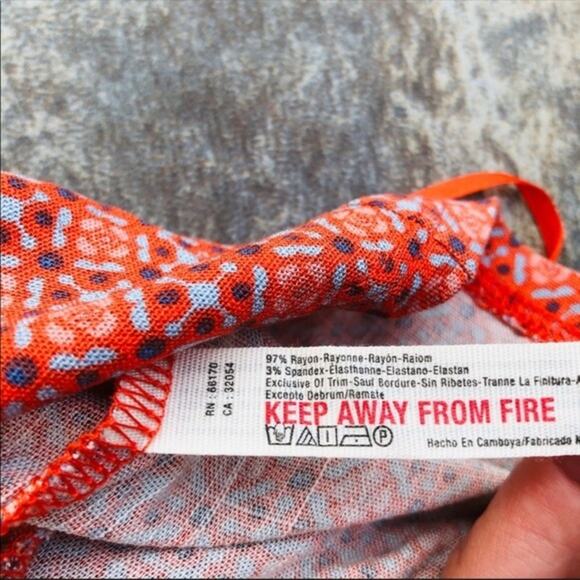 RN : 66170
CA : 32054
97% Rayon-Rayonne-Rayón-Raiom
3% Spandex-Élasthanne-Elastano-Elastan
Exclusive Of Trim-Sauf Bordure-Sin Ribetes-Tranne La Finitura-A
Excepto Debrum/Remate
KEEP AWAY FROM FIRE
P
Hecho En Camboya/Fabricado